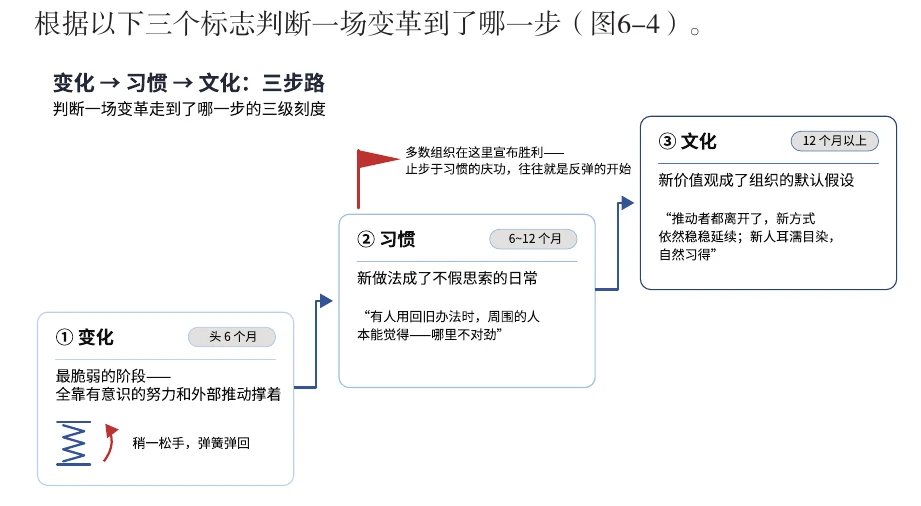 根据以下三个标志判断一场变革到了哪一步（图6-4）。
变化 → 习惯 → 文化：三步路
判断一场变革走到了哪一步的三级刻度
① 变化
头 6 个月
最脆弱的阶段——
全靠有意识的努力和外部推动撑着
稍一松手，弹簧弹回
多数组织在这里宣布胜利——
止步于习惯的庆功，往往就是反弹的开始
② 习惯
6~12 个月
新做法成了不假思索的日常
“有人用回旧办法时，周围的人
本能觉得——哪里不对劲”
③ 文化
12 个月以上
新价值观成了组织的默认假设
“推动者都离开了，新方式
依然稳稳延续；新人耳濡目染，
自然习得”